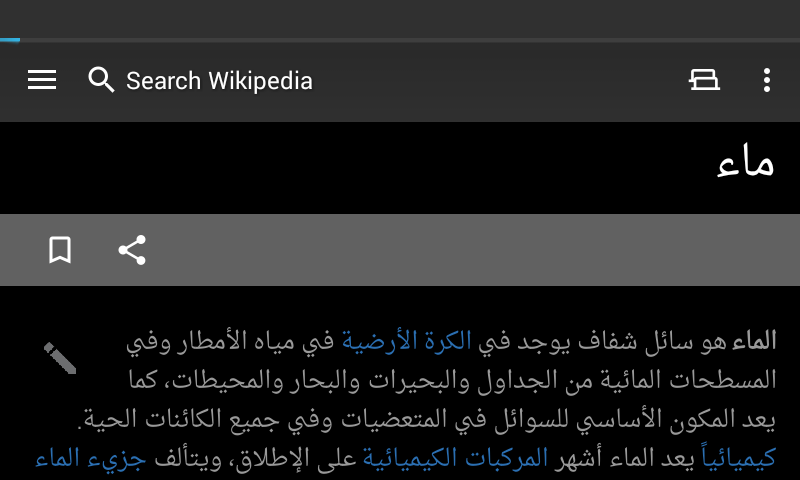 Search Wikipedia
ماء
الماء هو سائل شفاف يوجد في الكرة الأرضية في مياه الأمطار وفي
المسطحات المائية من الجداول والبحيرات والبحار والمحيطات، كما
يعد المكون الأساسي للسوائل في المتعضيات وفي جميع الكائنات الحية.
كيميائياً يعد الماء أشهر المركبات الكيميائية على الإطلاق، ويتألف جزيء الماء